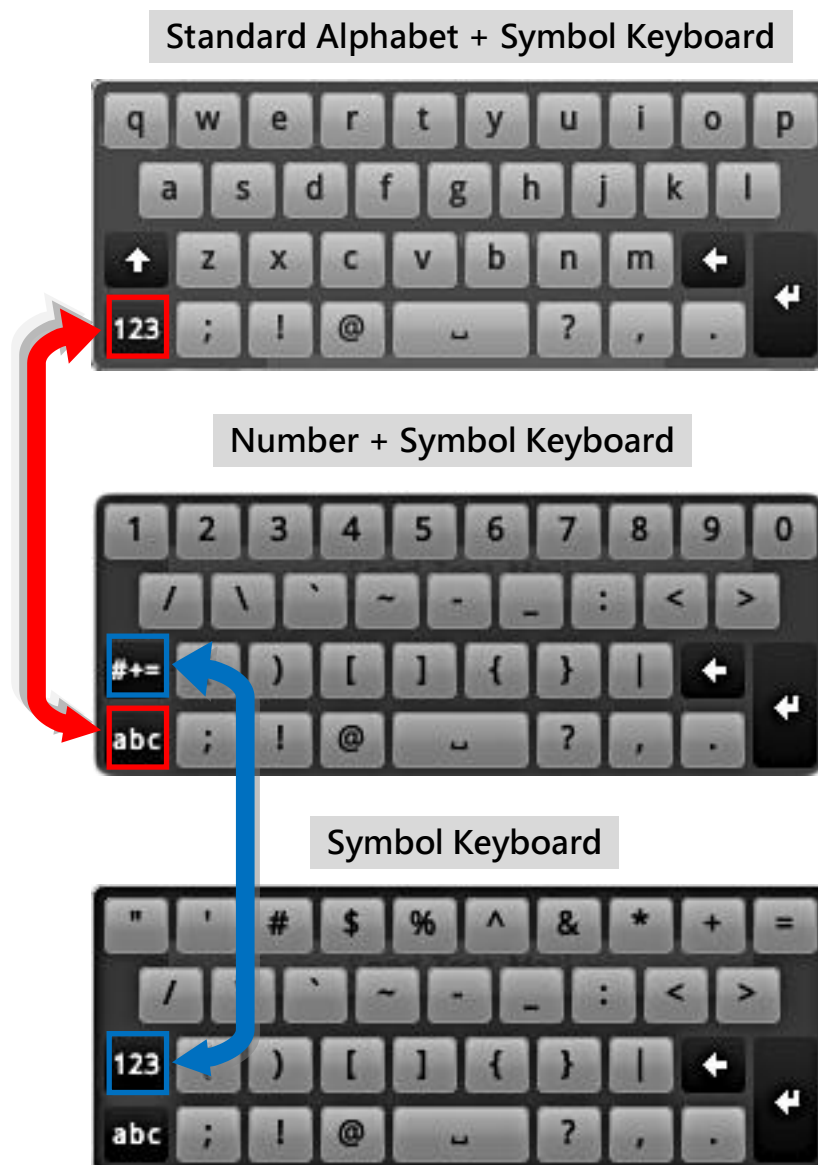 Standard Alphabet + Symbol Keyboard
q w e r t y u i o p
a s d f g h j k l
z x c v b n m
123 ; ! @ ␣ ? , .
Number + Symbol Keyboard
1 2 3 4 5 6 7 8 9 0
/ \ ` ~ - _ : < >
#+= ) [ ] { } |
abc ; ! @ ␣ ? , .
Symbol Keyboard
" ' # $ % ^ & * + =
/ ` ~ - _ : < >
123 ) [ ] { } |
abc ; ! @ ␣ ? , .